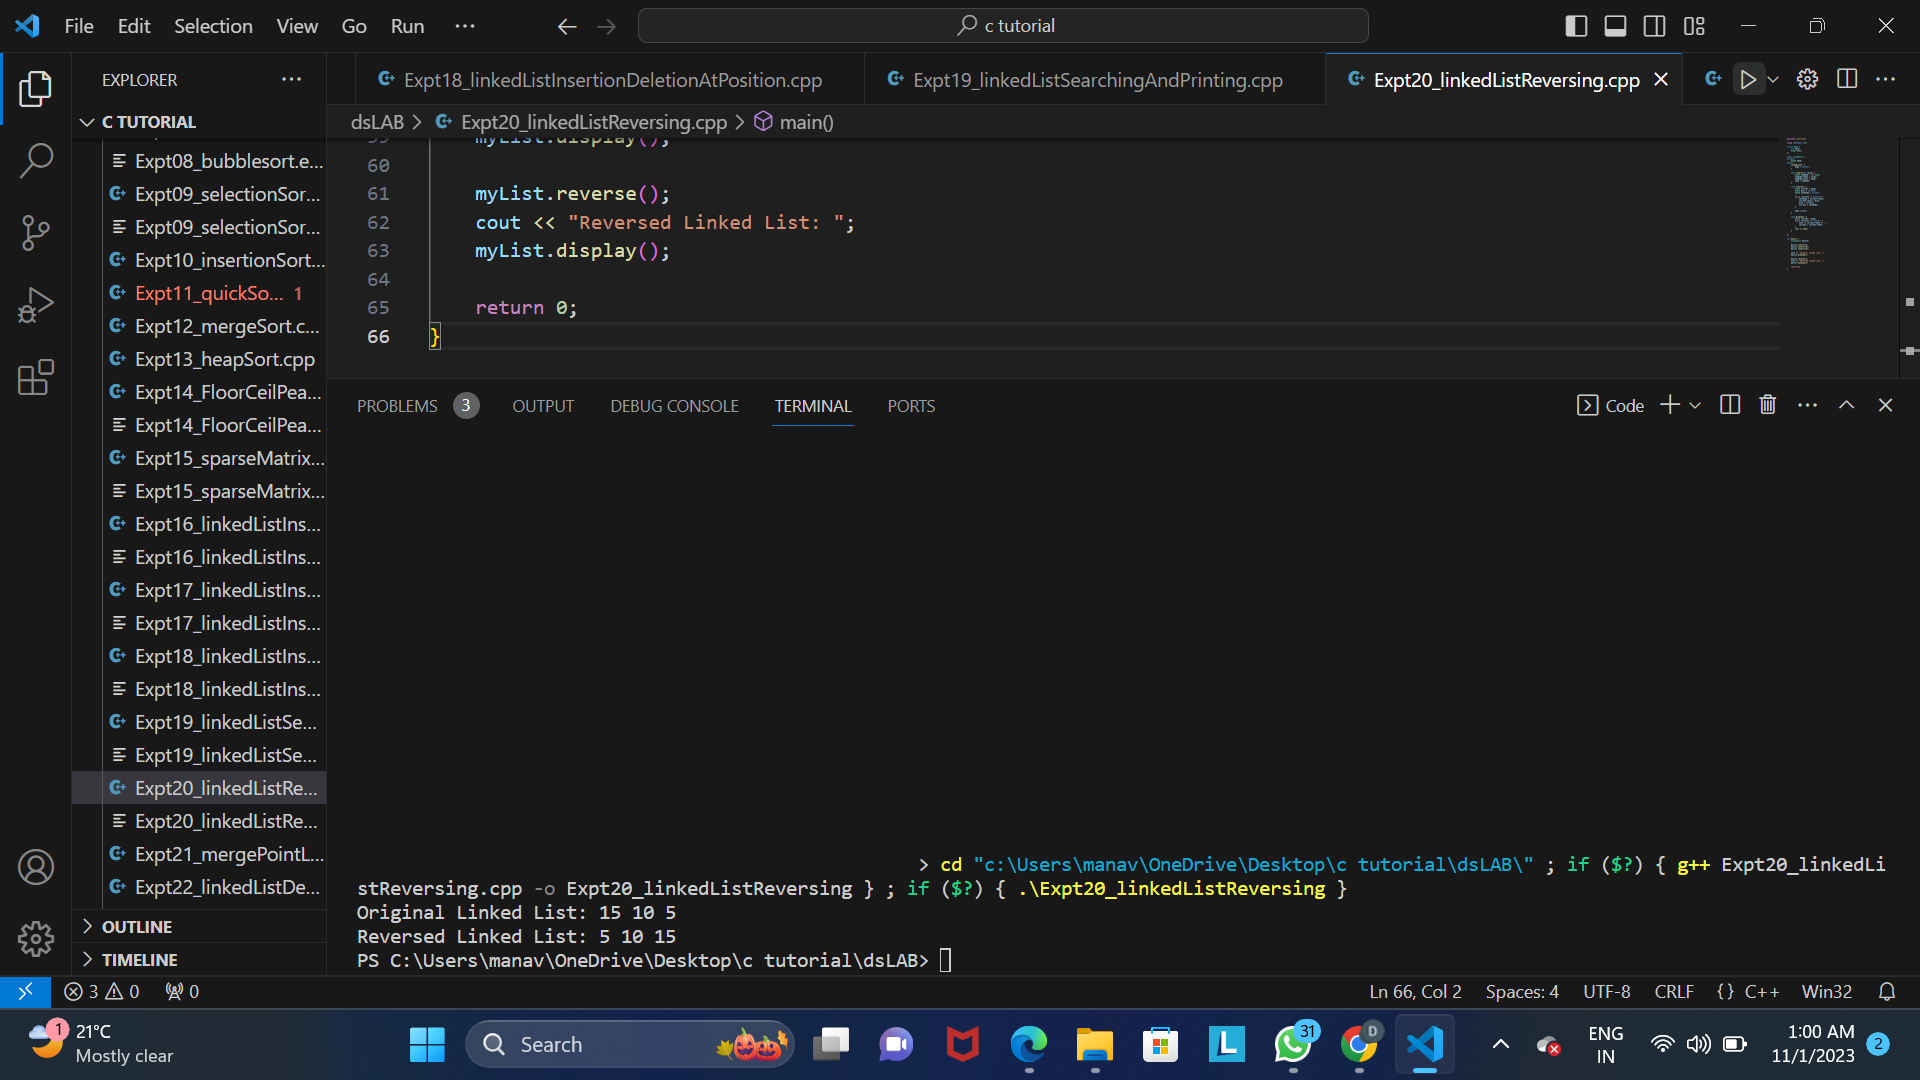 File Edit Selection View Go Run ···
c tutorial
EXPLORER
Expt18_linkedListInsertionDeletionAtPosition.cpp
Expt19_linkedListSearchingAndPrinting.cpp
Expt20_linkedListReversing.cpp
C TUTORIAL
dsLAB > Expt20_linkedListReversing.cpp > main()
Expt08_bubblesort.e...
Expt09_selectionSor...
Expt09_selectionSor...
Expt10_insertionSort...
Expt11_quickSo... 1
Expt12_mergeSort.c...
Expt13_heapSort.cpp
Expt14_FloorCeilPea...
Expt14_FloorCeilPea...
Expt15_sparseMatrix...
Expt15_sparseMatrix...
Expt16_linkedListIns...
Expt16_linkedListIns...
Expt17_linkedListIns...
Expt17_linkedListIns...
Expt18_linkedListIns...
Expt18_linkedListIns...
Expt19_linkedListSe...
Expt19_linkedListSe...
Expt20_linkedListRe...
Expt20_linkedListRe...
Expt21_mergePointL...
Expt22_linkedListDe...
OUTLINE
TIMELINE
59 myList.display();
60
61 myList.reverse();
62 cout << "Reversed Linked List: ";
63 myList.display();
64
65 return 0;
66 }
PROBLEMS 3 OUTPUT DEBUG CONSOLE TERMINAL PORTS
Code
> cd "c:\Users\manav\OneDrive\Desktop\c tutorial\dsLAB\" ; if ($?) { g++ Expt20_linkedLi
stReversing.cpp -o Expt20_linkedListReversing } ; if ($?) { .\Expt20_linkedListReversing }
Original Linked List: 15 10 5
Reversed Linked List: 5 10 15
PS C:\Users\manav\OneDrive\Desktop\c tutorial\dsLAB>
3 0 0
Ln 66, Col 2 Spaces: 4 UTF-8 CRLF {} C++ Win32
1 21°C
Mostly clear
Search
L
31
D
ENG
IN
1:00 AM
11/1/2023
2